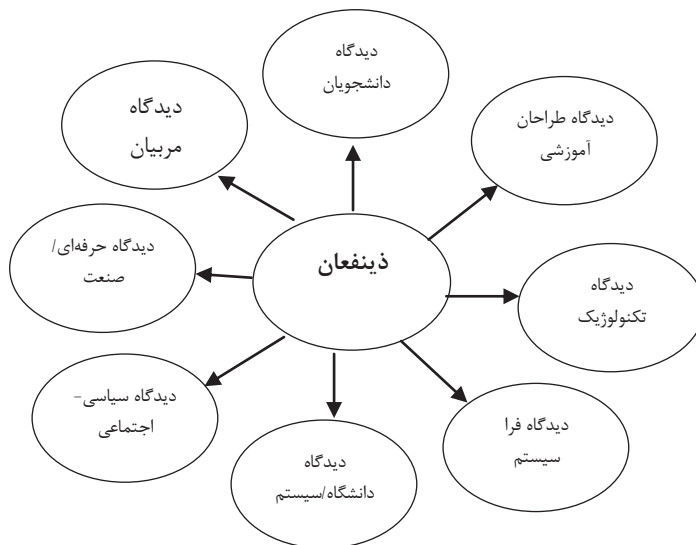 دیدگاه
دانشجویان
دیدگاه طراحان
آموزشی
دیدگاه
تکنولوژیک
دیدگاه فرا
سیستم
دیدگاه
دانشگاه/سیستم
دیدگاه سیاسی-
اجتماعی
دیدگاه حرفه‌ای/
صنعت
دیدگاه
مربیان
ذینفعان